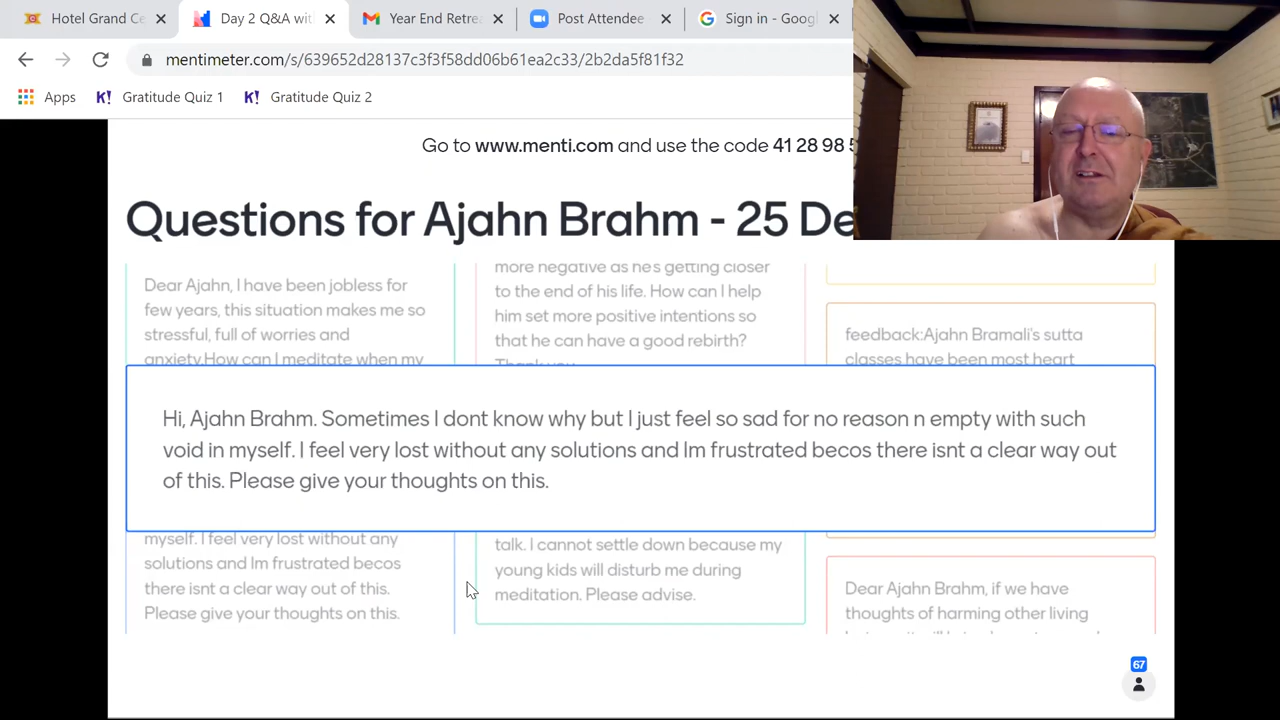 Hotel Grand Ce
Day 2 Q&A wit
Year End Retre
Post Attendee
Sign in - Googl
mentimeter.com/s/639652d28137c3f3f58dd06b61ea2c33/2b2da5f81f32
Apps
Gratitude Quiz 1
Gratitude Quiz 2
Go to www.menti.com and use the code 41 28 98 5
Questions for Ajahn Brahm - 25 De
Dear Ajahn, I have been jobless for
few years, this situation makes me so
stressful, full of worries and
anxiety.How can I meditate when my
more negative as he's getting closer
to the end of his life. How can I help
him set more positive intentions so
that he can have a good rebirth?
Thank you
feedback:Ajahn Bramali's sutta
classes have been most heart
Hi, Ajahn Brahm. Sometimes I dont know why but I just feel so sad for no reason n empty with such
void in myself. I feel very lost without any solutions and Im frustrated becos there isnt a clear way out
of this. Please give your thoughts on this.
myself. I feel very lost without any
solutions and Im frustrated becos
there isnt a clear way out of this.
Please give your thoughts on this.
talk. I cannot settle down because my
young kids will disturb me during
meditation. Please advise.
Dear Ajahn Brahm, if we have
thoughts of harming other living
67